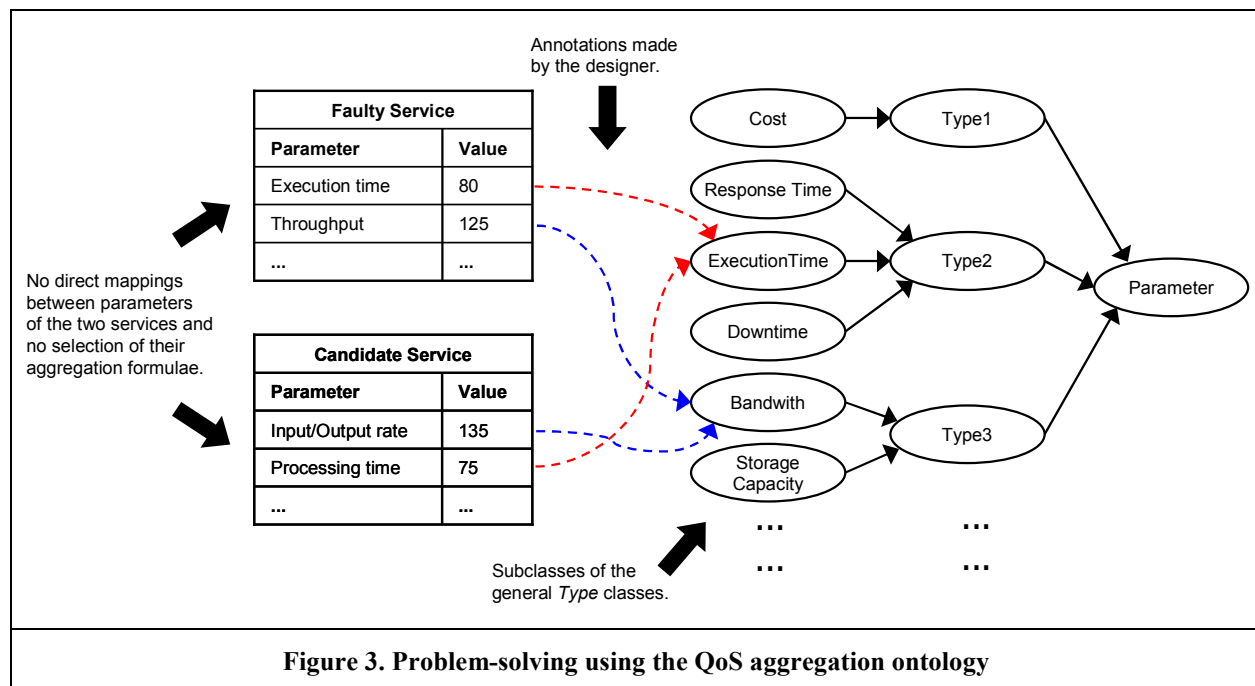 Annotations made
by the designer.
Faulty Service
Parameter Value
Execution time 80
Throughput 125
... ...
No direct mappings
between parameters
of the two services and
no selection of their
aggregation formulae.
Candidate Service
Parameter Value
Input/Output rate 135
Processing time 75
... ...
Cost
Type1
Response Time
ExecutionTime
Type2
Parameter
Downtime
Bandwith
Type3
Storage
Capacity
... ...
... ...
Subclasses of the
general Type classes.
Figure 3. Problem-solving using the QoS aggregation ontology